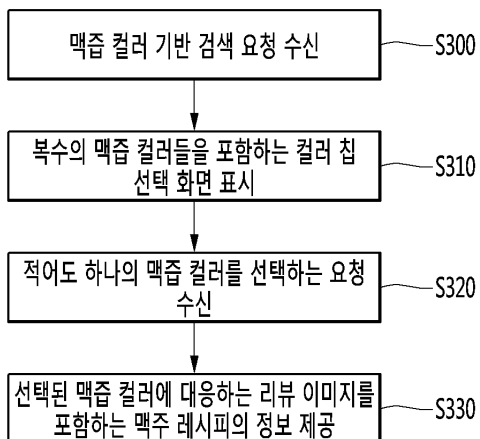 맥즙 컬러 기반 검색 요청 수신
S300
복수의 맥즙 컬러들을 포함하는 컬러 칩
선택 화면 표시
S310
적어도 하나의 맥즙 컬러를 선택하는 요청
수신
S320
선택된 맥즙 컬러에 대응하는 리뷰 이미지를
포함하는 맥주 레시피의 정보 제공
S330